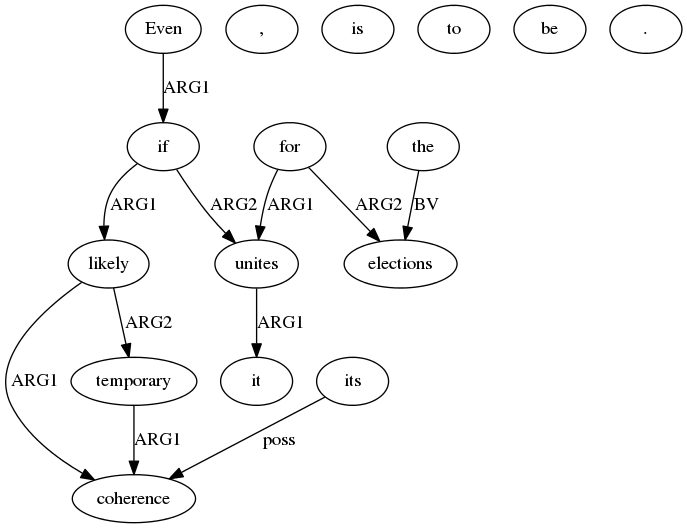 Even , is to be .
ARG1
if for the
ARG1 ARG2 ARG1 ARG2 BV
likely unites elections
ARG2 ARG1
ARG1 temporary it its
ARG1 poss
coherence